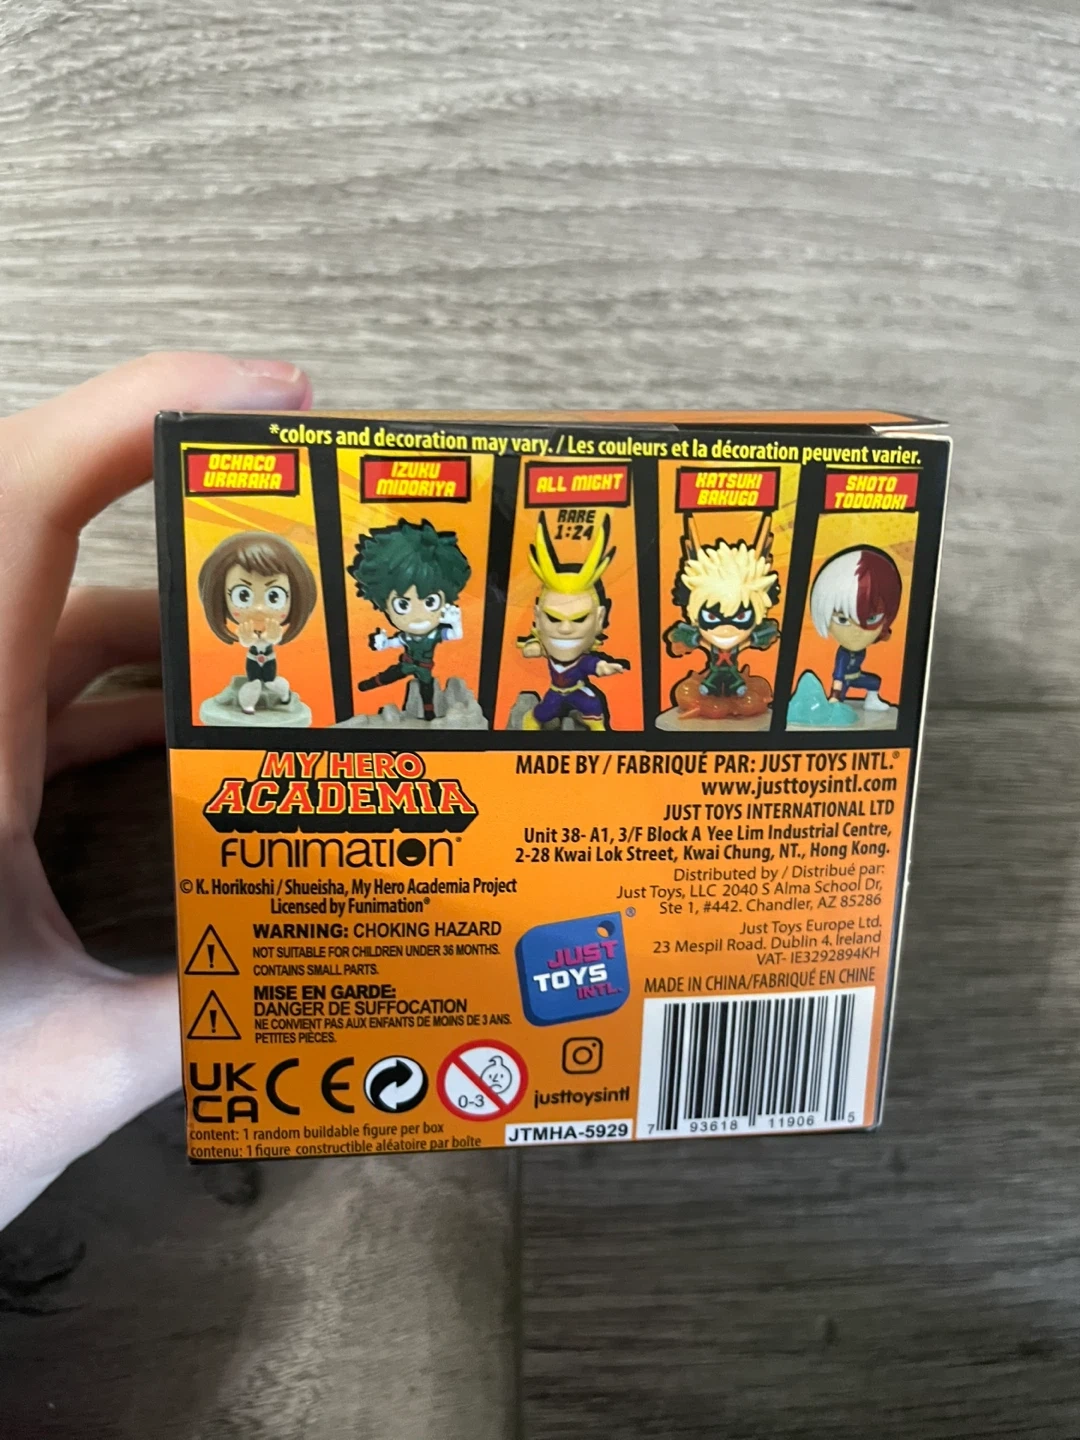 *colors and decoration may vary. / Les couleurs et la décoration peuvent varier.
OCHACO
URARAKA
IZUKU
MIDORIYA
ALL MIGHT
RARE
1:24
KATSUKI
BAKUGO
SHOTO
TODOROKI
MY HERO
ACADEMIA
FUNIMATION®
© K. Horikoshi / Shueisha, My Hero Academia Project
Licensed by Funimation®
WARNING: CHOKING HAZARD
NOT SUITABLE FOR CHILDREN UNDER 36 MONTHS.
CONTAINS SMALL PARTS.
MISE EN GARDE:
DANGER DE SUFFOCATION
NE CONVIENT PAS AUX ENFANTS DE MOINS DE 3 ANS.
PETITES PIÈCES.
UK
CA
CE
0-3
content: 1 random buildable figure per box
contenu: 1 figure constructible aléatoire par boîte
MADE BY / FABRIQUÉ PAR: JUST TOYS INTL.®
www.justtoysintl.com
JUST TOYS INTERNATIONAL LTD
Unit 38- A1, 3/F Block A Yee Lim Industrial Centre,
2-28 Kwai Lok Street, Kwai Chung, NT., Hong Kong.
Distributed by / Distribué par:
Just Toys, LLC 2040 S Alma School Dr,
Ste 1, #442. Chandler, AZ 85286
Just Toys Europe Ltd.
23 Mespil Road. Dublin 4, Ireland
VAT- IE3292894KH
MADE IN CHINA/FABRIQUÉ EN CHINE
JUST
TOYS
INTL.
®
justtoysintl
JTMHA-5929
7 93618 11906 5